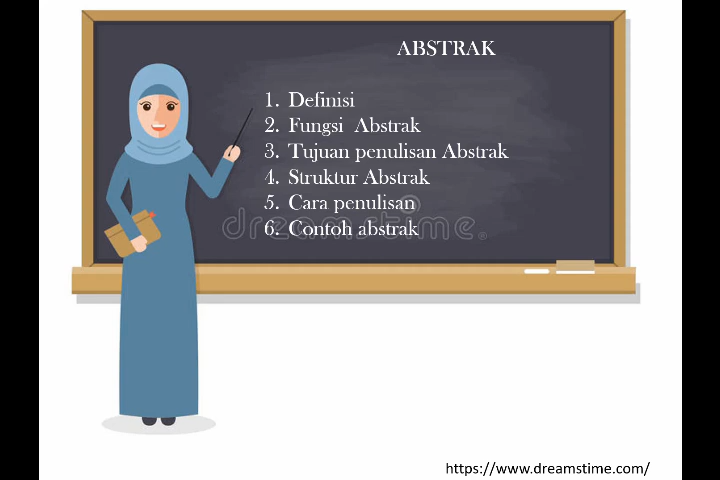 ABSTRAK
1. Definisi
2. Fungsi Abstrak
3. Tujuan penulisan Abstrak
4. Struktur Abstrak
5. Cara penulisan
6. Contoh abstrak
dreamstime.
https://www.dreamstime.com/